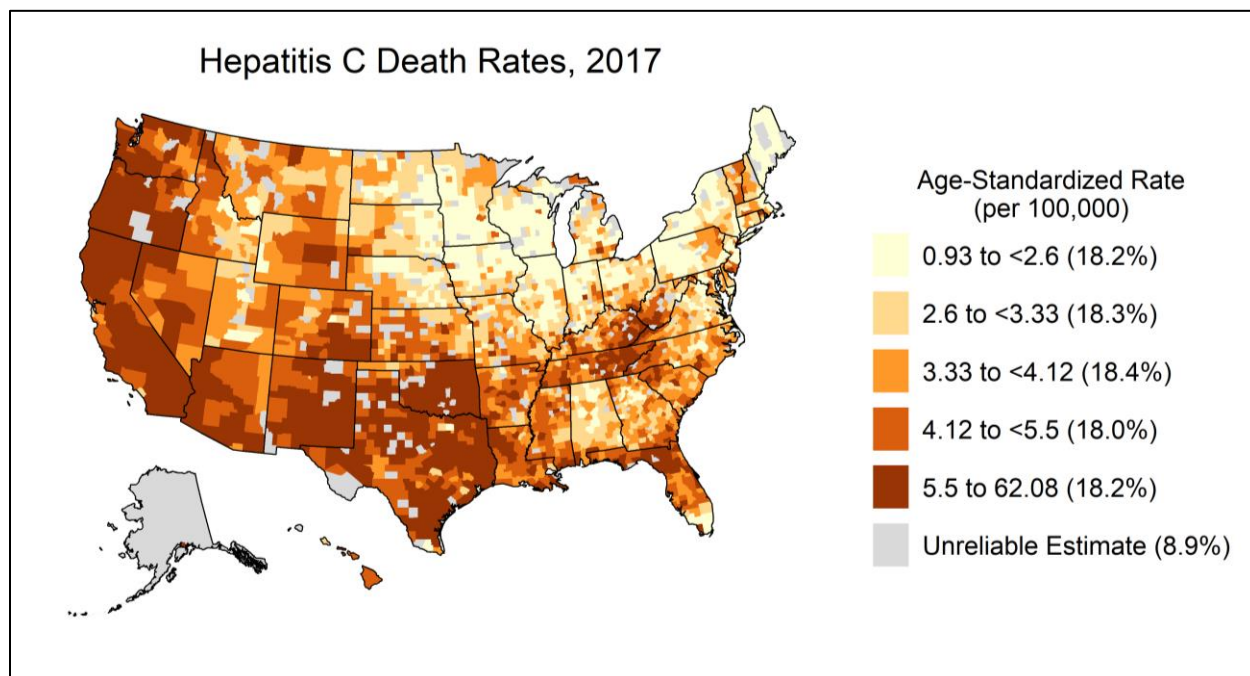 Hepatitis C Death Rates, 2017
Age-Standardized Rate
(per 100,000)
0.93 to <2.6 (18.2%)
2.6 to <3.33 (18.3%)
3.33 to <4.12 (18.4%)
4.12 to <5.5 (18.0%)
5.5 to 62.08 (18.2%)
Unreliable Estimate (8.9%)